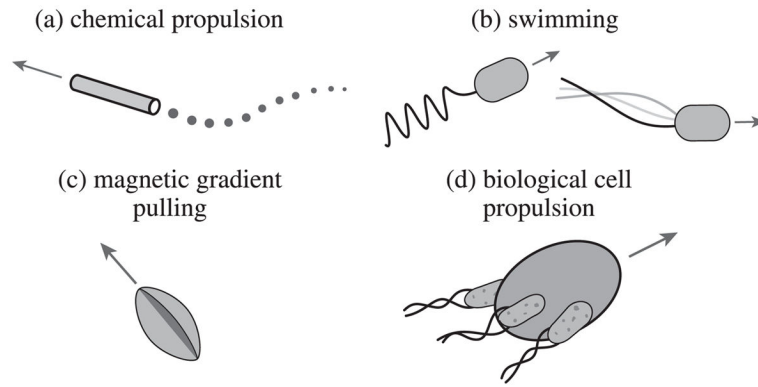 (a) chemical propulsion
(b) swimming
(c) magnetic gradient
pulling
(d) biological cell
propulsion